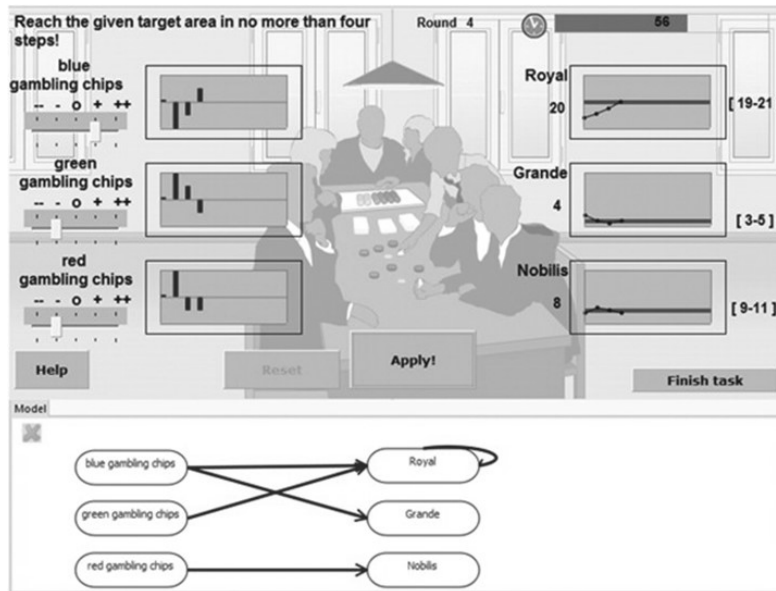 Reach the given target area in no more than four
steps!
Round 4
56
blue
gambling chips
-- - o + ++
green
gambling chips
-- - o + ++
red
gambling chips
-- - o + ++
Royal
20
[ 19-21
Grande
4
[ 3-5 ]
Nobilis
8
[ 9-11 ]
Help
Reset
Apply!
Finish task
Model
blue gambling chips
Royal
green gambling chips
Grande
red gambling chips
Nobilis